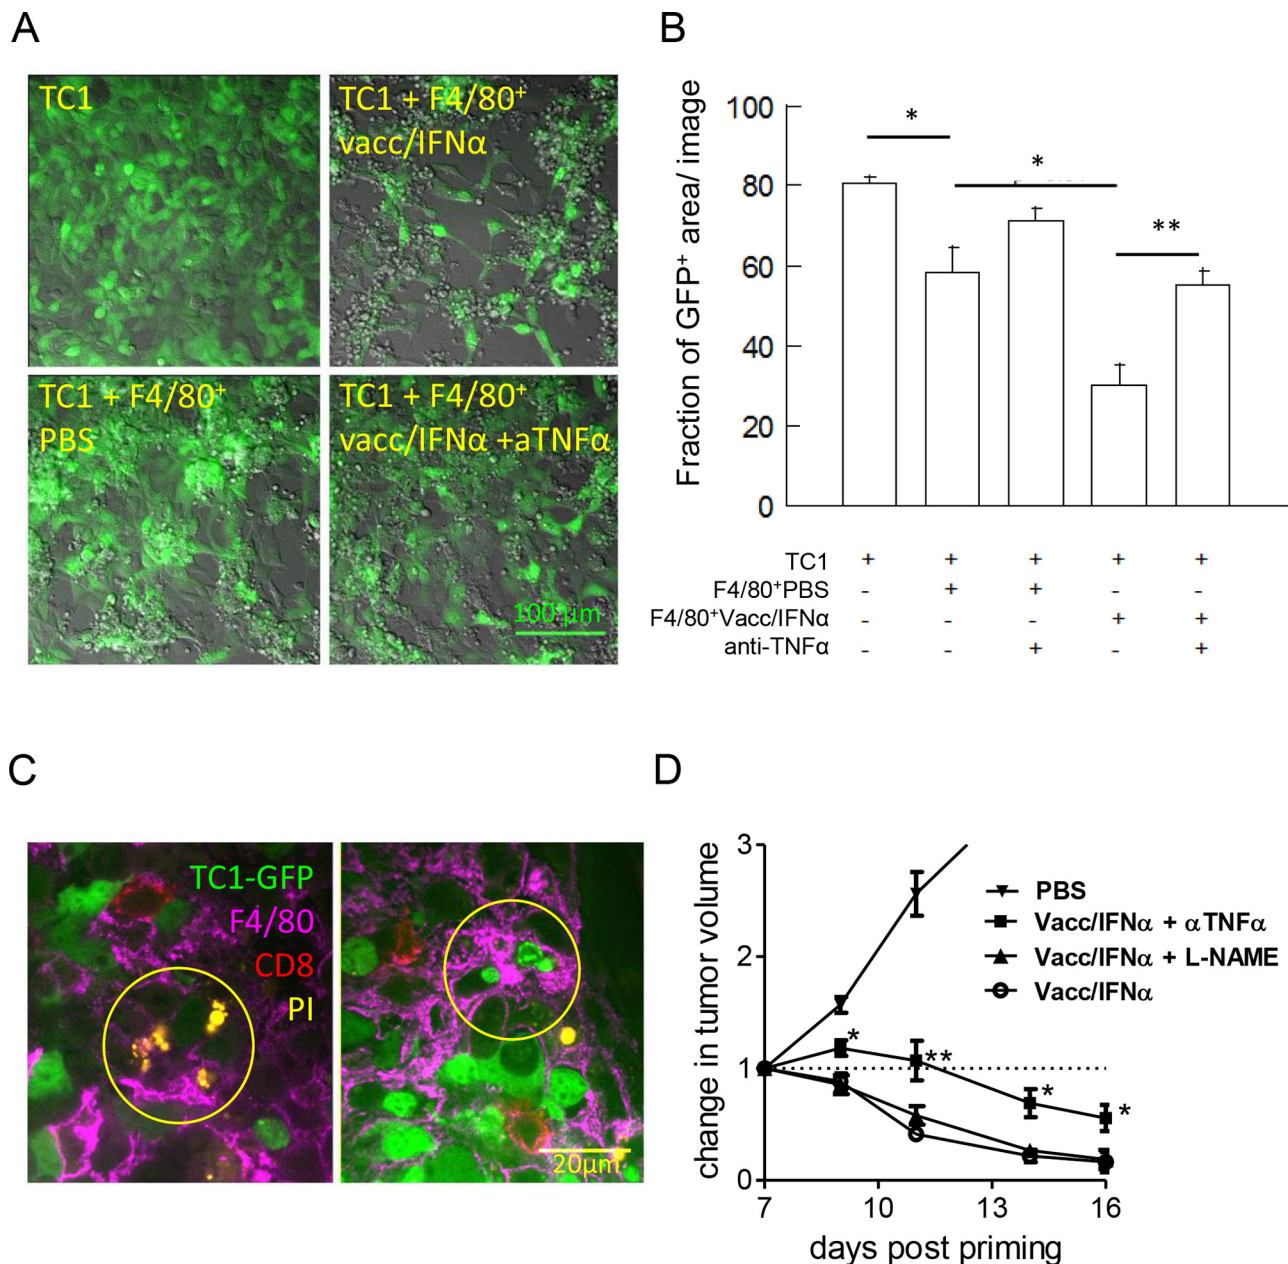 A
TC1
TC1 + F4/80⁺
vacc/IFNα
TC1 + F4/80⁺
PBS
TC1 + F4/80⁺
vacc/IFNα +aTNFα
100 µm
B
Fraction of GFP⁺ area/ image
100
80
60
40
20
0
*
*
**
TC1 + + + + +
F4/80⁺PBS - + + - -
F4/80⁺Vacc/IFNα - - - + +
anti-TNFα - - + - +
C
TC1-GFP
F4/80
CD8
PI
20µm
D
change in tumor volume
3
2
1
0
PBS
Vacc/IFNα + αTNFα
Vacc/IFNα + L-NAME
Vacc/IFNα
*
**
*
*
7 10 13 16
days post priming